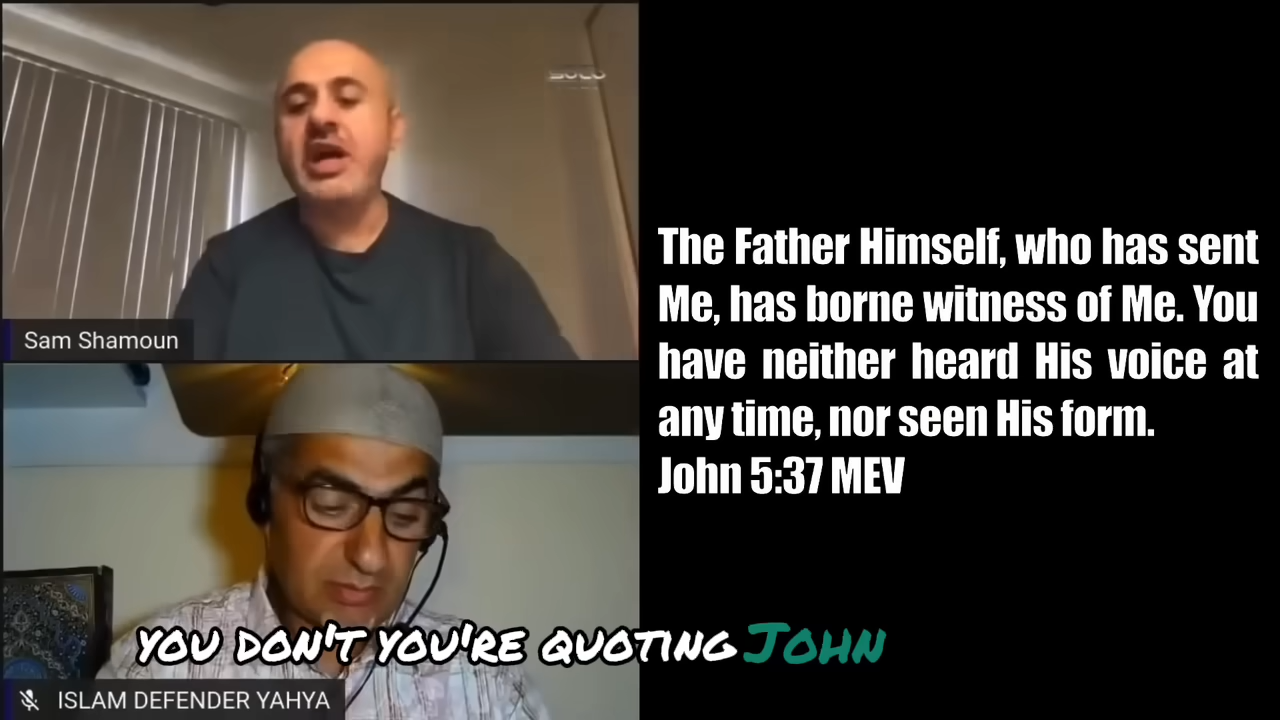 Sam Shamoun
The Father Himself, who has sent
Me, has borne witness of Me. You
have neither heard His voice at
any time, nor seen His form.
John 5:37 MEV
YOU DON'T YOU'RE QUOTING JOHN
ISLAM DEFENDER YAHYA